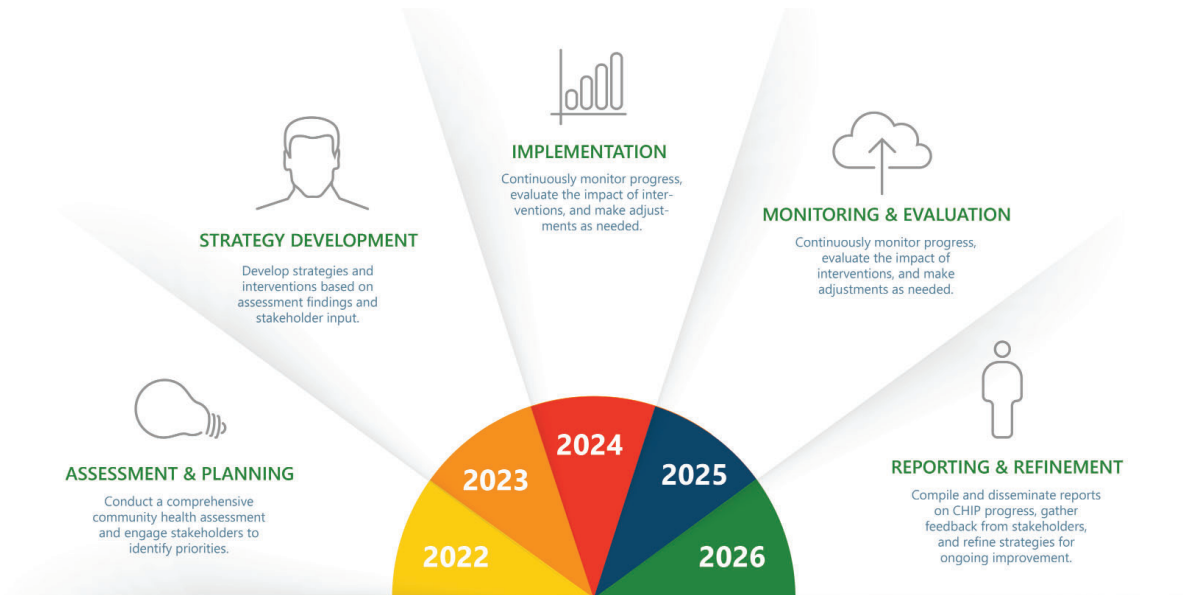 ASSESSMENT & PLANNING
Conduct a comprehensive
community health assessment
and engage stakeholders to
identify priorities.
2022
STRATEGY DEVELOPMENT
Develop strategies and
interventions based on
assessment findings and
stakeholder input.
2023
IMPLEMENTATION
Continuously monitor progress,
evaluate the impact of inter-
ventions, and make adjust-
ments as needed.
2024
MONITORING & EVALUATION
Continuously monitor progress,
evaluate the impact of
interventions, and make
adjustments as needed.
2025
REPORTING & REFINEMENT
Compile and disseminate reports
on CHIP progress, gather
feedback from stakeholders,
and refine strategies for
ongoing improvement.
2026